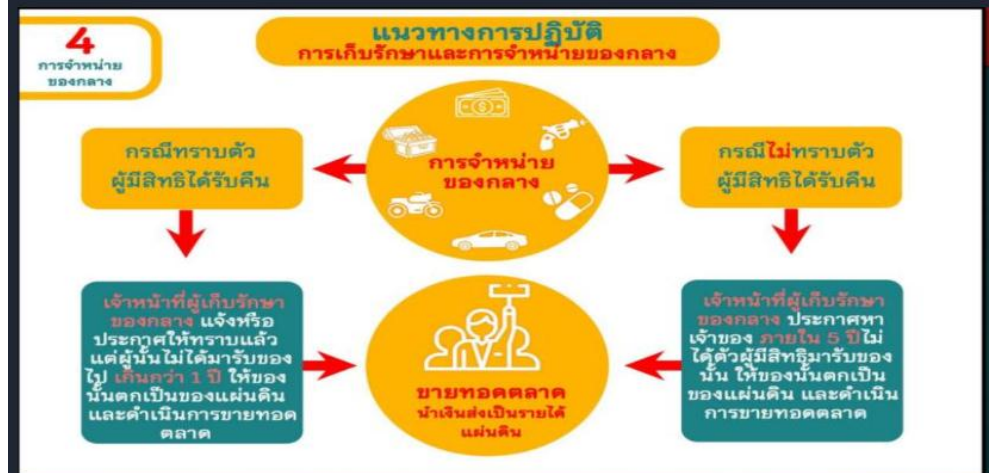 4
การจำหน่าย
ของกลาง
แนวทางการปฏิบัติ
การเก็บรักษาและการจำหน่ายของกลาง
กรณีทราบตัว
ผู้มีสิทธิได้รับคืน
การจำหน่าย
ของกลาง
กรณีไม่ทราบตัว
ผู้มีสิทธิได้รับคืน
เจ้าหน้าที่ผู้เก็บรักษา
ของกลาง แจ้งหรือ
ประกาศให้ทราบแล้ว
แต่ผู้นั้นไม่ได้มารับของ
ไป เกินกว่า 1 ปี ให้ของ
นั้นตกเป็นของแผ่นดิน
และดำเนินการขายทอด
ตลาด
ขายทอดตลาด
นำเงินส่งเป็นรายได้
แผ่นดิน
เจ้าหน้าที่ผู้เก็บรักษา
ของกลาง ประกาศหา
เจ้าของ ภายใน 5 ปีไม่
ได้ตัวผู้มีสิทธิมารับของ
นั้น ให้ของนั้นตกเป็น
ของแผ่นดิน และดำเนิน
การขายทอดตลาด